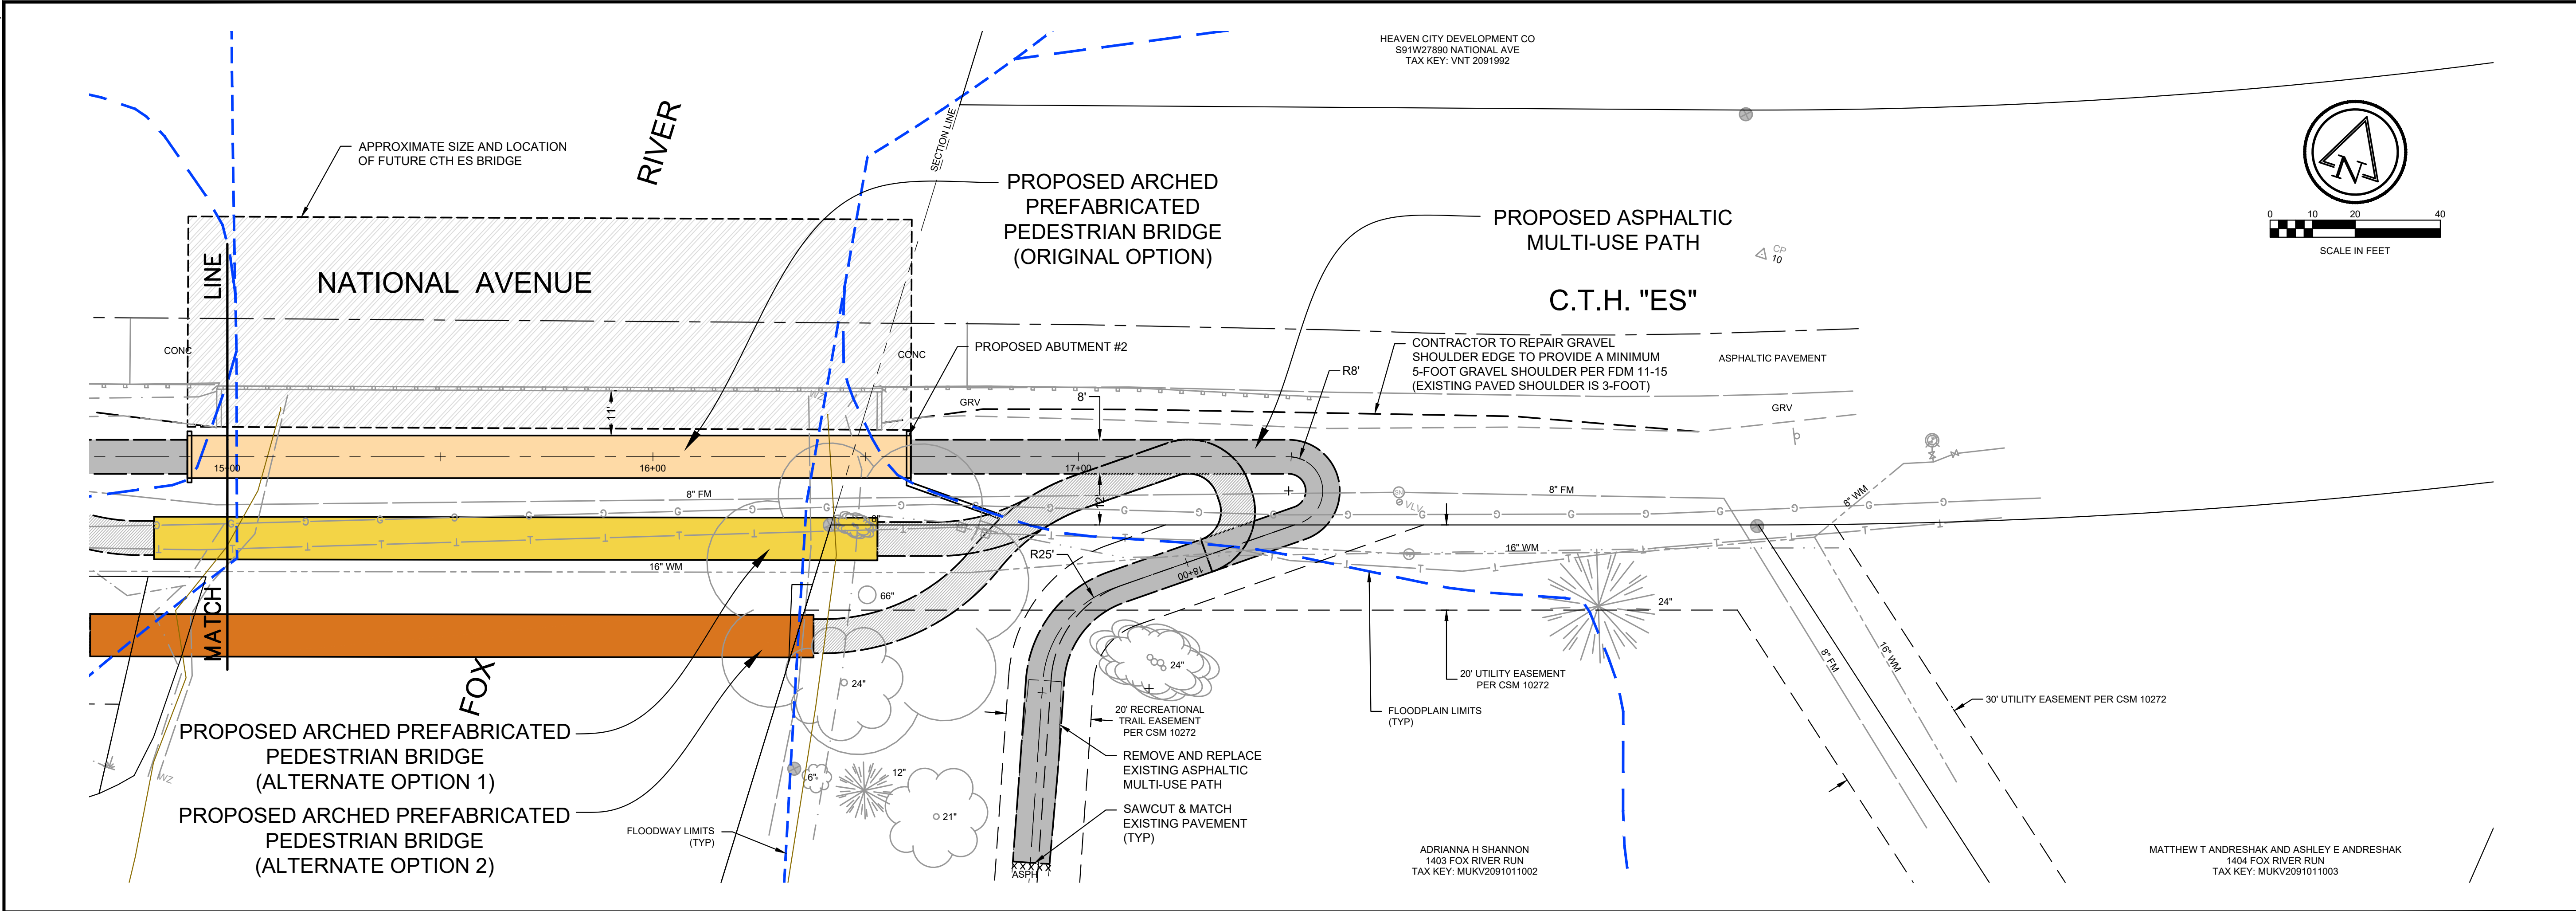 HEAVEN CITY DEVELOPMENT CO
S91W27890 NATIONAL AVE
TAX KEY: VNT 2091992
APPROXIMATE SIZE AND LOCATION
OF FUTURE CTH ES BRIDGE
RIVER
SECTION LINE
PROPOSED ARCHED
PREFABRICATED
PEDESTRIAN BRIDGE
(ORIGINAL OPTION)
PROPOSED ASPHALTIC
MULTI-USE PATH
CP
10
N
0 10 20 40
SCALE IN FEET
MATCH LINE
NATIONAL AVENUE
C.T.H. "ES"
CONC
CONC
PROPOSED ABUTMENT #2
CONTRACTOR TO REPAIR GRAVEL
SHOULDER EDGE TO PROVIDE A MINIMUM
5-FOOT GRAVEL SHOULDER PER FDM 11-15
(EXISTING PAVED SHOULDER IS 3-FOOT)
ASPHALTIC PAVEMENT
R8'
WZ
11'
8'
GRV
GRV
15+00
16+00
17+00
8" FM
8" FM
8" WM
12'
SN
VLV
G G G G G G G G G G G G G G G G G G G G G
8"
T T T T T T T T T T T T T T T T T T
R25'
16" WM
16" WM
18+00
66"
24"
24"
24"
20' UTILITY EASEMENT
PER CSM 10272
8" FM
16" WM
30' UTILITY EASEMENT PER CSM 10272
FOX
20' RECREATIONAL
TRAIL EASEMENT
PER CSM 10272
FLOODPLAIN LIMITS
(TYP)
PROPOSED ARCHED PREFABRICATED
PEDESTRIAN BRIDGE
(ALTERNATE OPTION 1)
WZ
6"
12"
21"
REMOVE AND REPLACE
EXISTING ASPHALTIC
MULTI-USE PATH
PROPOSED ARCHED PREFABRICATED
PEDESTRIAN BRIDGE
(ALTERNATE OPTION 2)
SAWCUT & MATCH
EXISTING PAVEMENT
(TYP)
FLOODWAY LIMITS
(TYP)
ASPH
ADRIANNA H SHANNON
1403 FOX RIVER RUN
TAX KEY: MUKV2091011002
MATTHEW T ANDRESHAK AND ASHLEY E ANDRESHAK
1404 FOX RIVER RUN
TAX KEY: MUKV2091011003